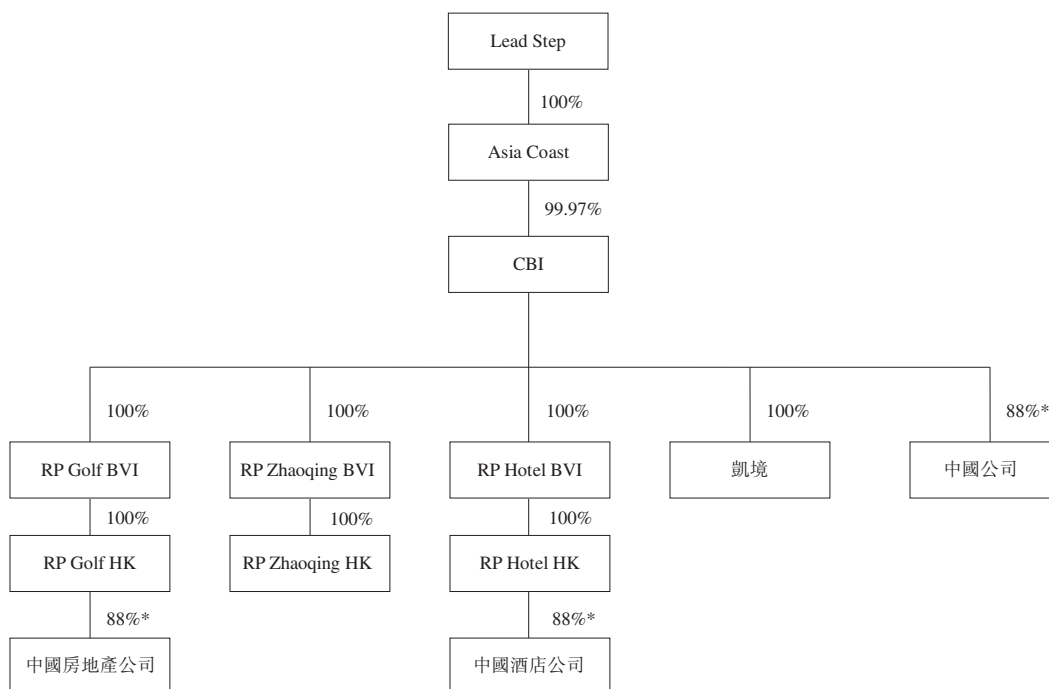 Lead Step
100%
Asia Coast
99.97%
CBI
100%
100%
100%
100%
88%*
RP Golf BVI
RP Zhaoqing BVI
RP Hotel BVI
凱境
中國公司
100%
100%
100%
RP Golf HK
RP Zhaoqing HK
RP Hotel HK
88%*
88%*
中國房地產公司
中國酒店公司